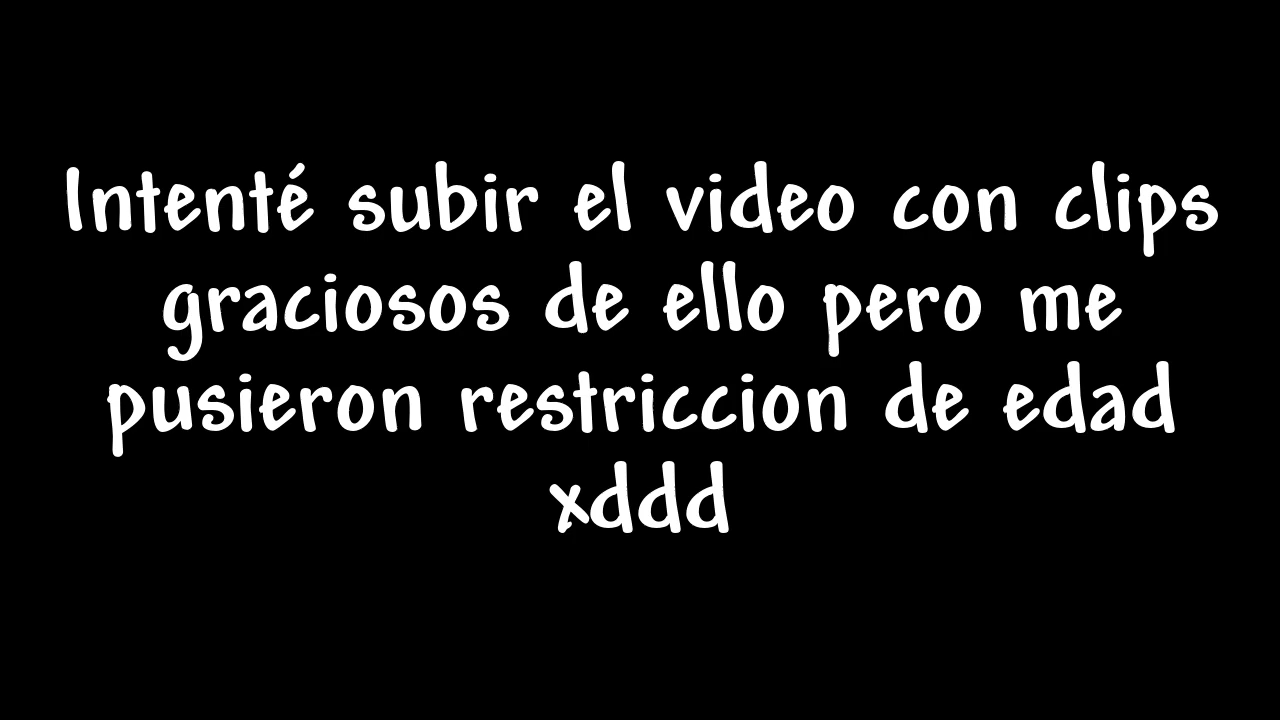 Intenté subir el video con clips
graciosos de ello pero me
pusieron restriccion de edad
xddd